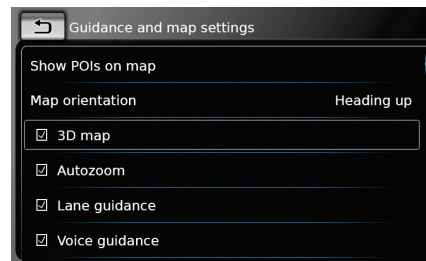 Guidance and map settings
Show POIs on map
Map orientation Heading up
3D map
Autozoom
Lane guidance
Voice guidance